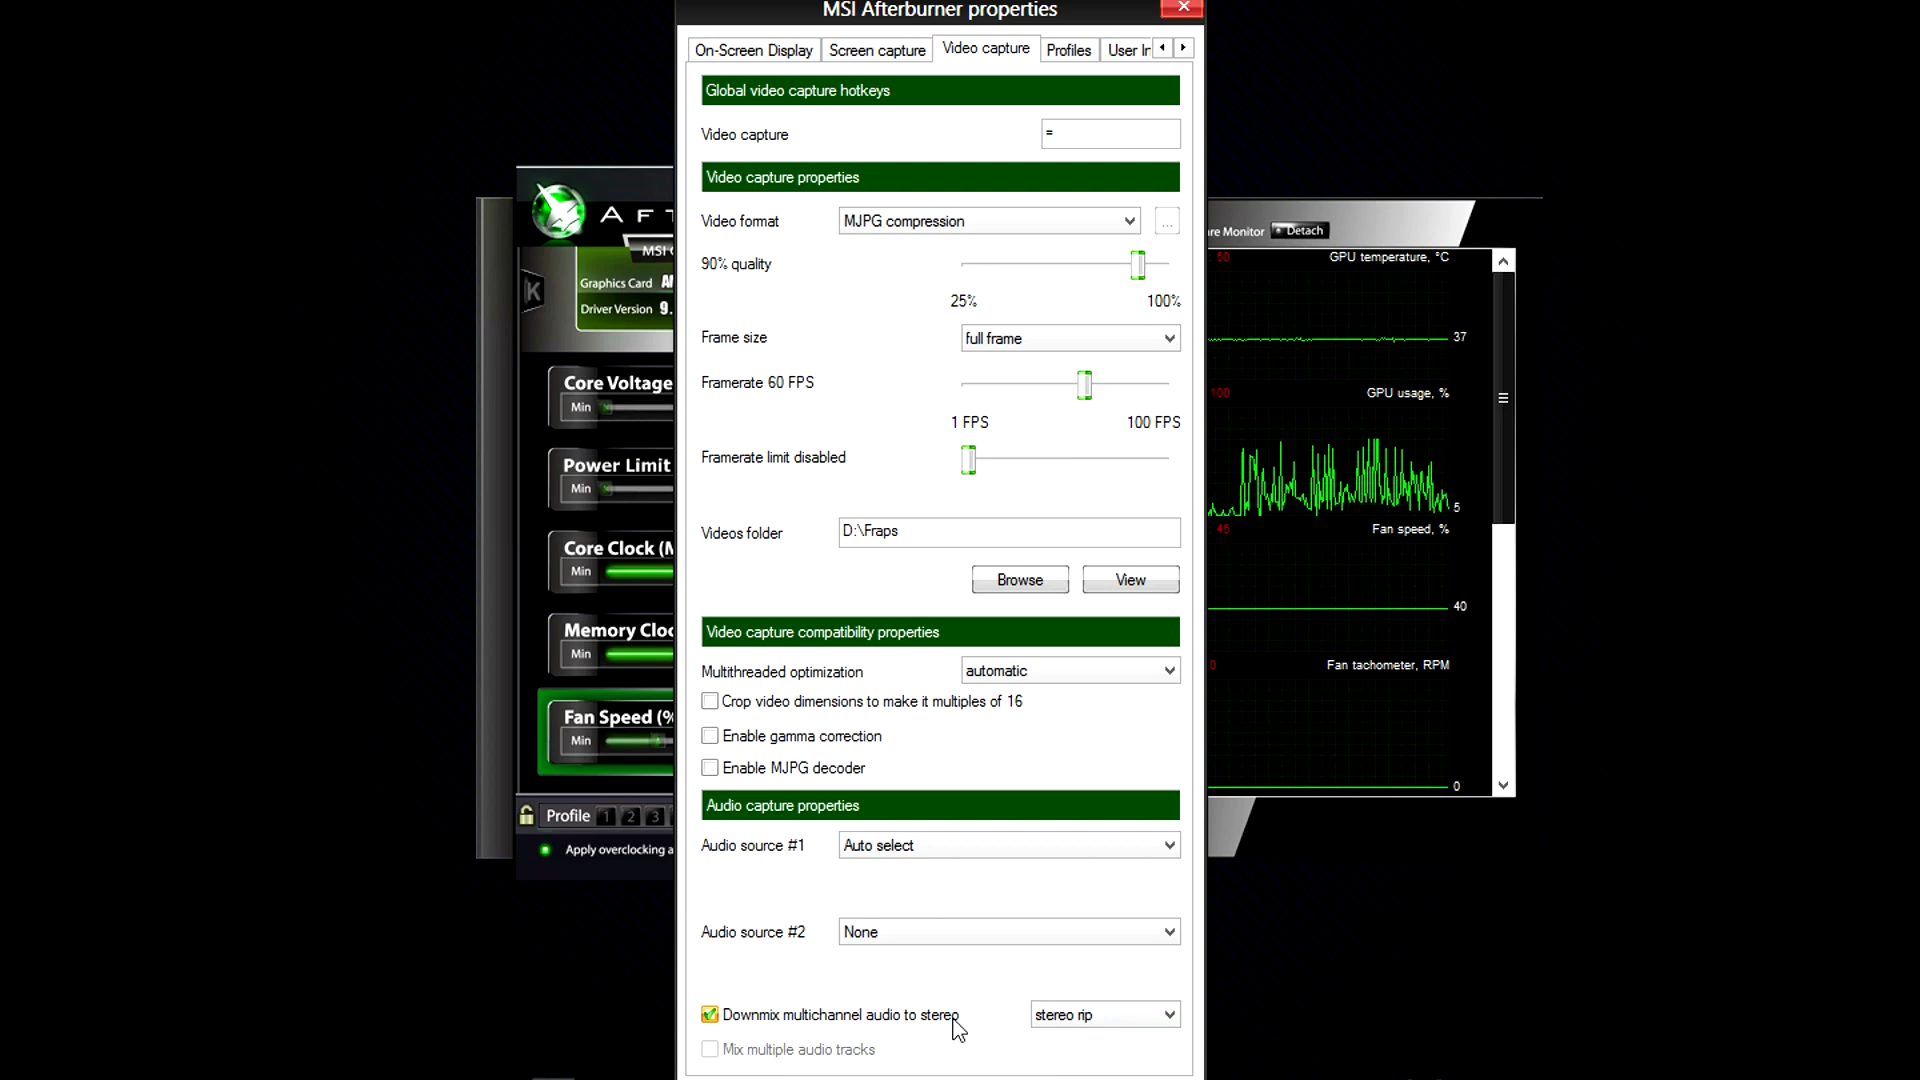 MSI Afterburner properties
On-Screen Display
Screen capture
Video capture
Profiles
Global video capture hotkeys
Video capture
=
Video capture properties
Video format
MJPG compression
...
90% quality
25%
100%
Frame size
full frame
Framerate 60 FPS
1 FPS
100 FPS
Framerate limit disabled
Videos folder
D:\Fraps
Browse
View
Video capture compatibility properties
Multithreaded optimization
automatic
Crop video dimensions to make it multiples of 16
Enable gamma correction
Enable MJPG decoder
Audio capture properties
Audio source #1
Auto select
Audio source #2
None
Downmix multichannel audio to stereo
stereo rip
Mix multiple audio tracks
MSI
Graphics Card
Driver Version 9.
K
Core Voltage
Min
Power Limit
Min
Core Clock
Min
Memory
Min
Fan Speed (%
Min
Profile 1 2 3
Apply overclocking
Monitor
Detach
50
GPU temperature, °C
37
100
GPU usage, %
5
45
Fan speed, %
40
0
Fan tachometer, RPM
0